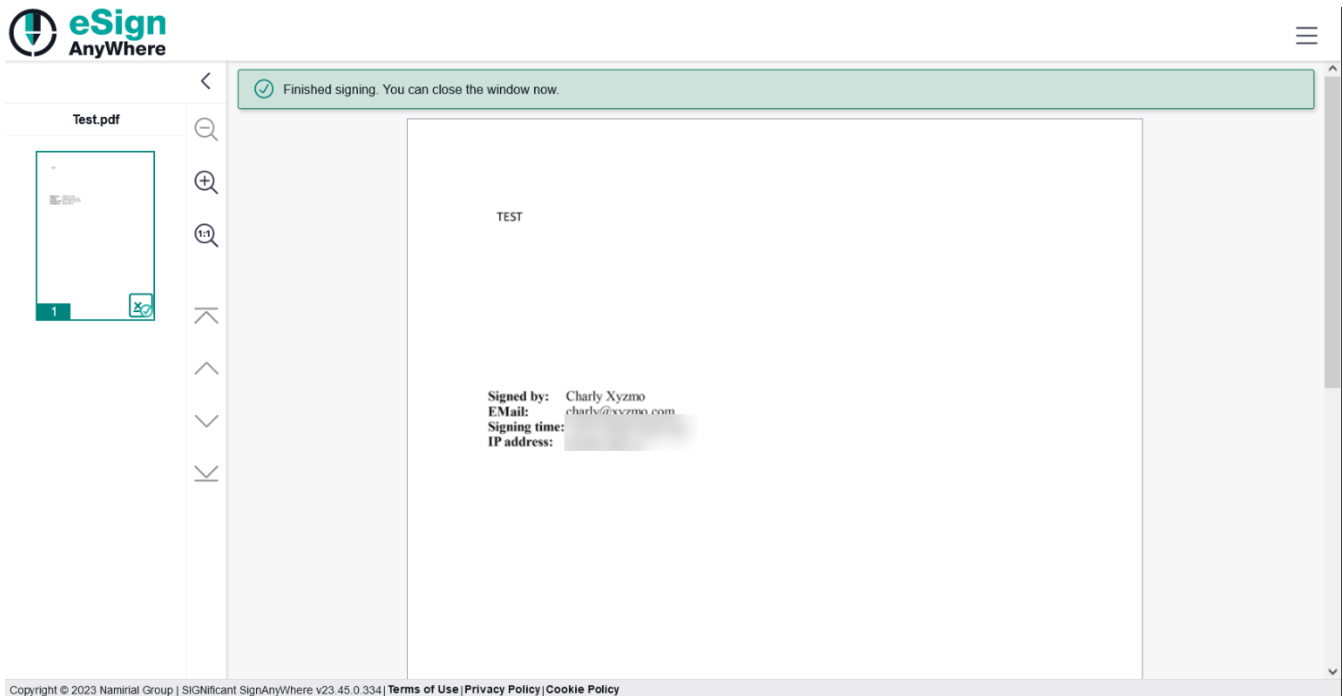 eSign
AnyWhere
Finished signing. You can close the window now.
Test.pdf
1
1:1
TEST
Signed by: Charly Xyzmo
EMail: charly@xyzmo.com
Signing time:
IP address:
Copyright © 2023 Namirial Group | SIGNificant SignAnyWhere v23.45.0.334 | Terms of Use | Privacy Policy | Cookie Policy